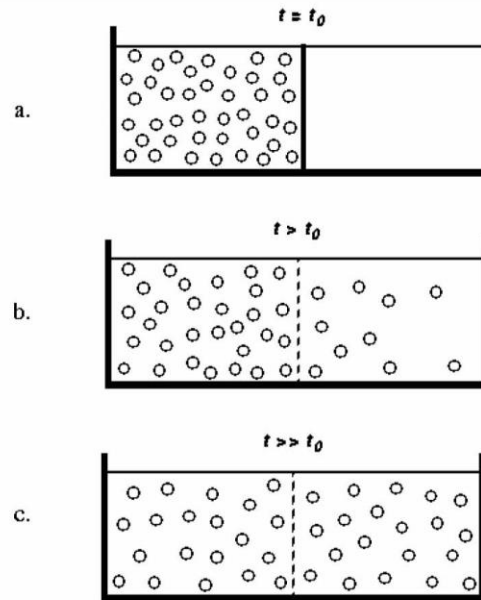 t = t₀
a.
t > t₀
b.
t >> t₀
c.